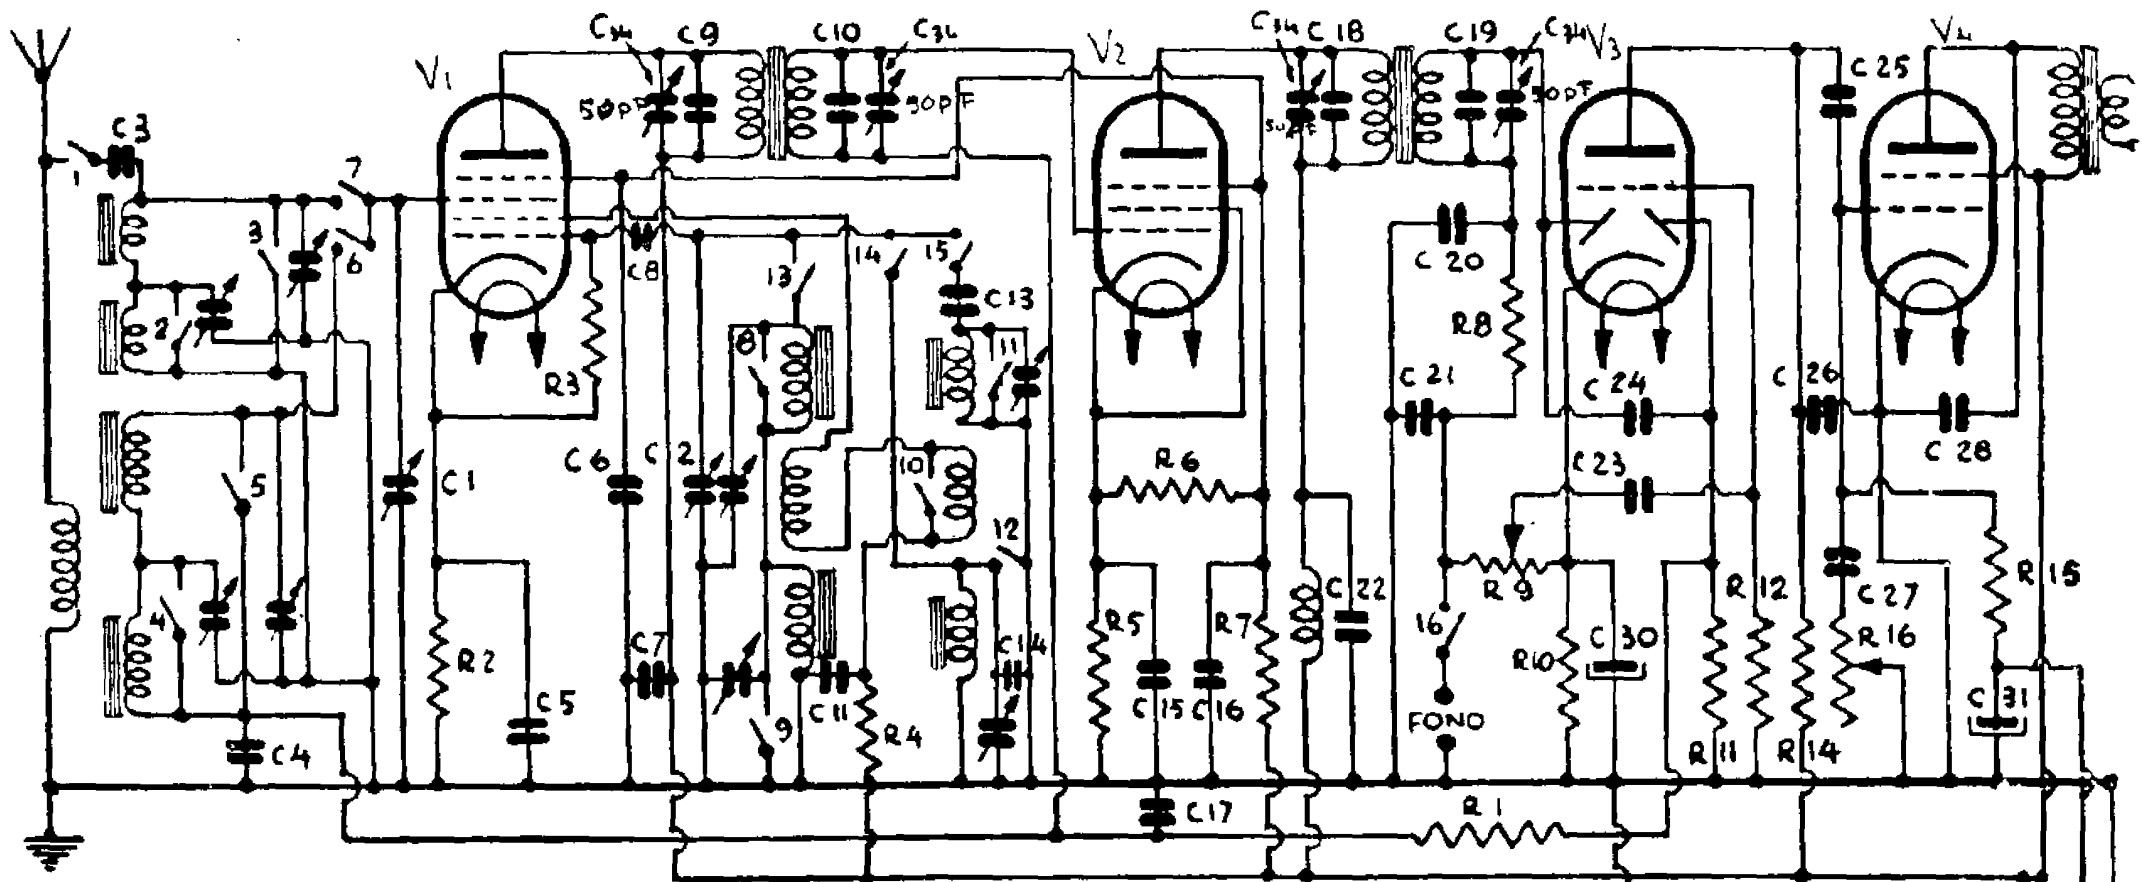 C34 C9 C10 C34 C34 C18 C19 C34
V1 V2 V3 V4
50pF 50pF 50pF 50pF
C25
C3
1 7
3 6
C8 13 14 15
C20
2
C13
R8
8 11
R3
C21 C24 C26
C6 C2 10 R6 C23 C28
5 C1
12
R9 R12 C27 R15
4 C22
R5 R7 16 C30 R16
R2 C7 C14 R10
C5 9 C11 R4 C15 C16 FONO R11 R14 C31
C4
C17 R1